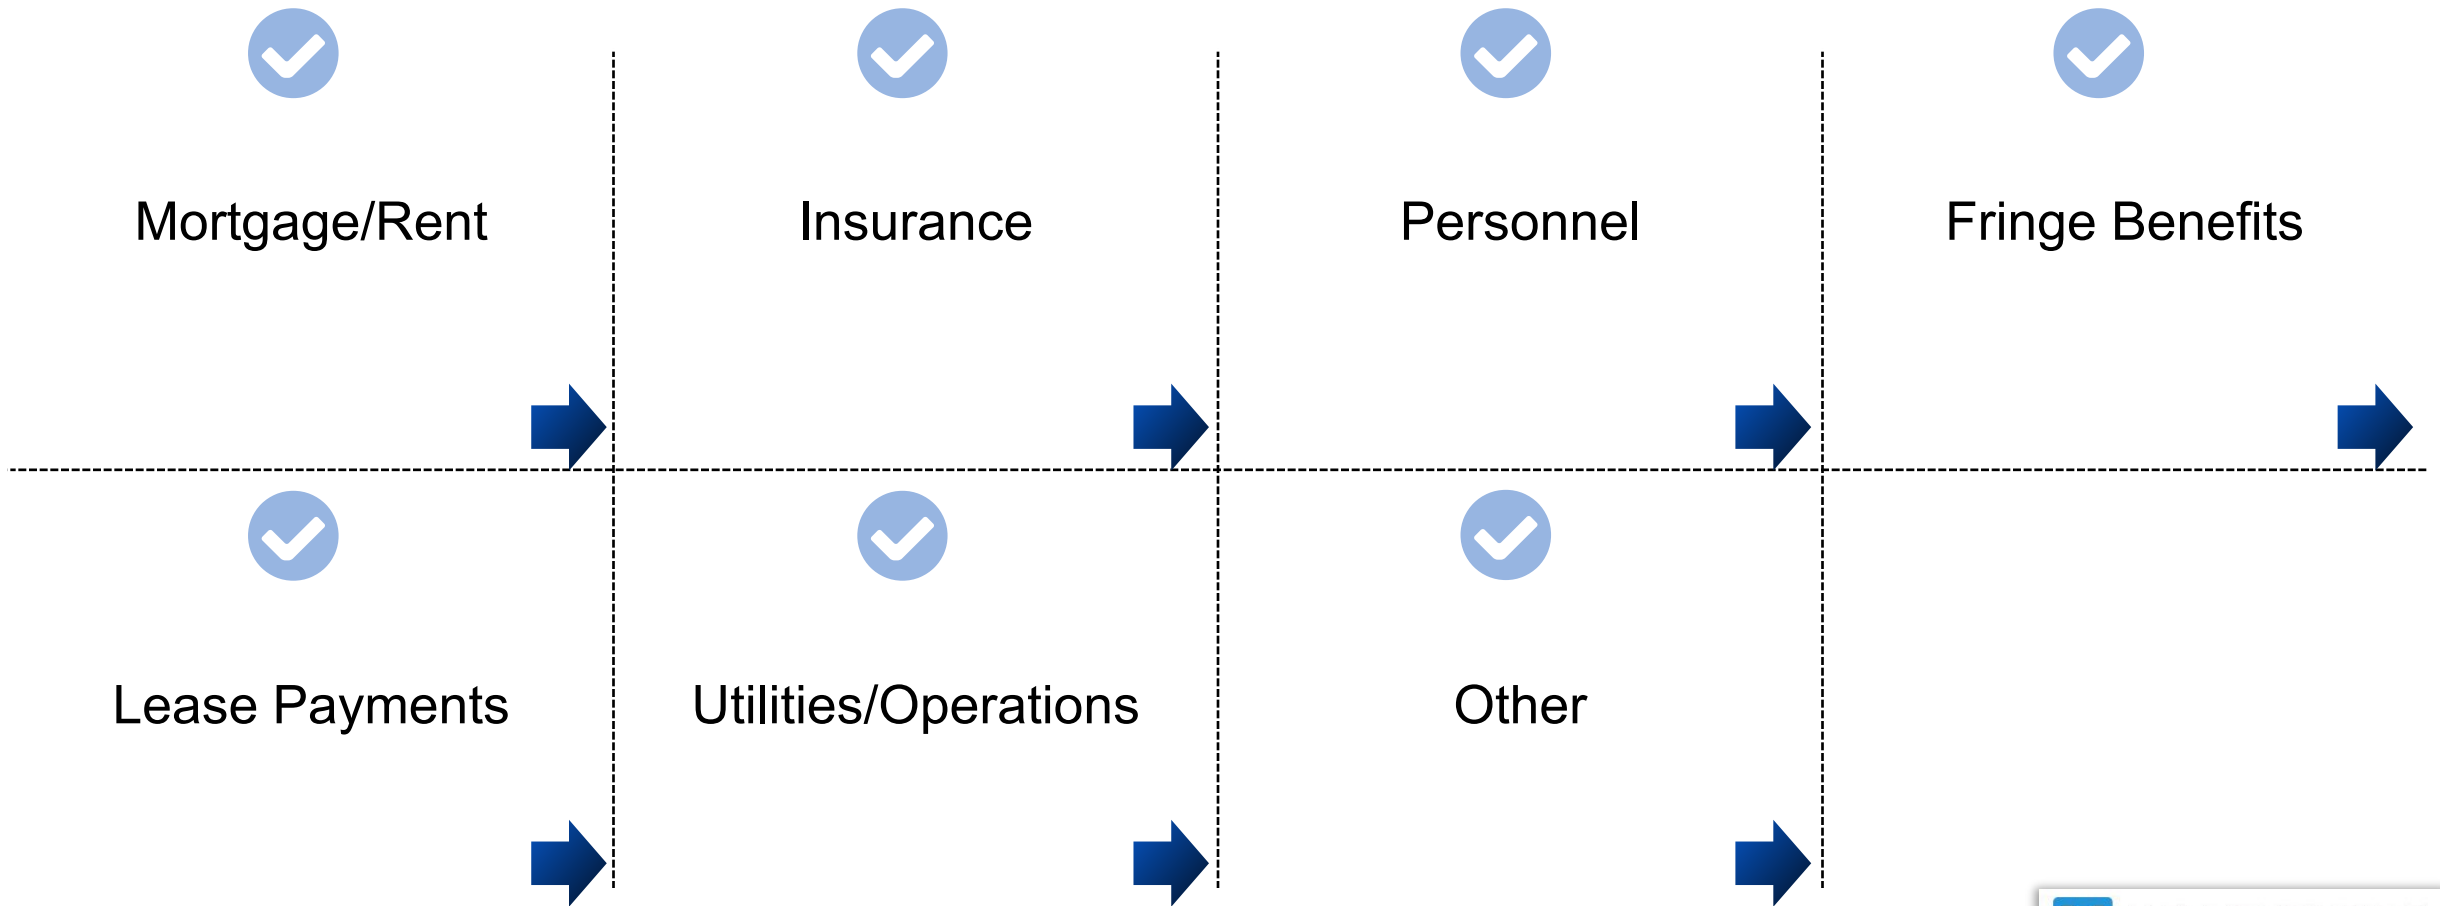 Mortgage/Rent
Insurance
Personnel
Fringe Benefits
Lease Payments
Utilities/Operations
Other